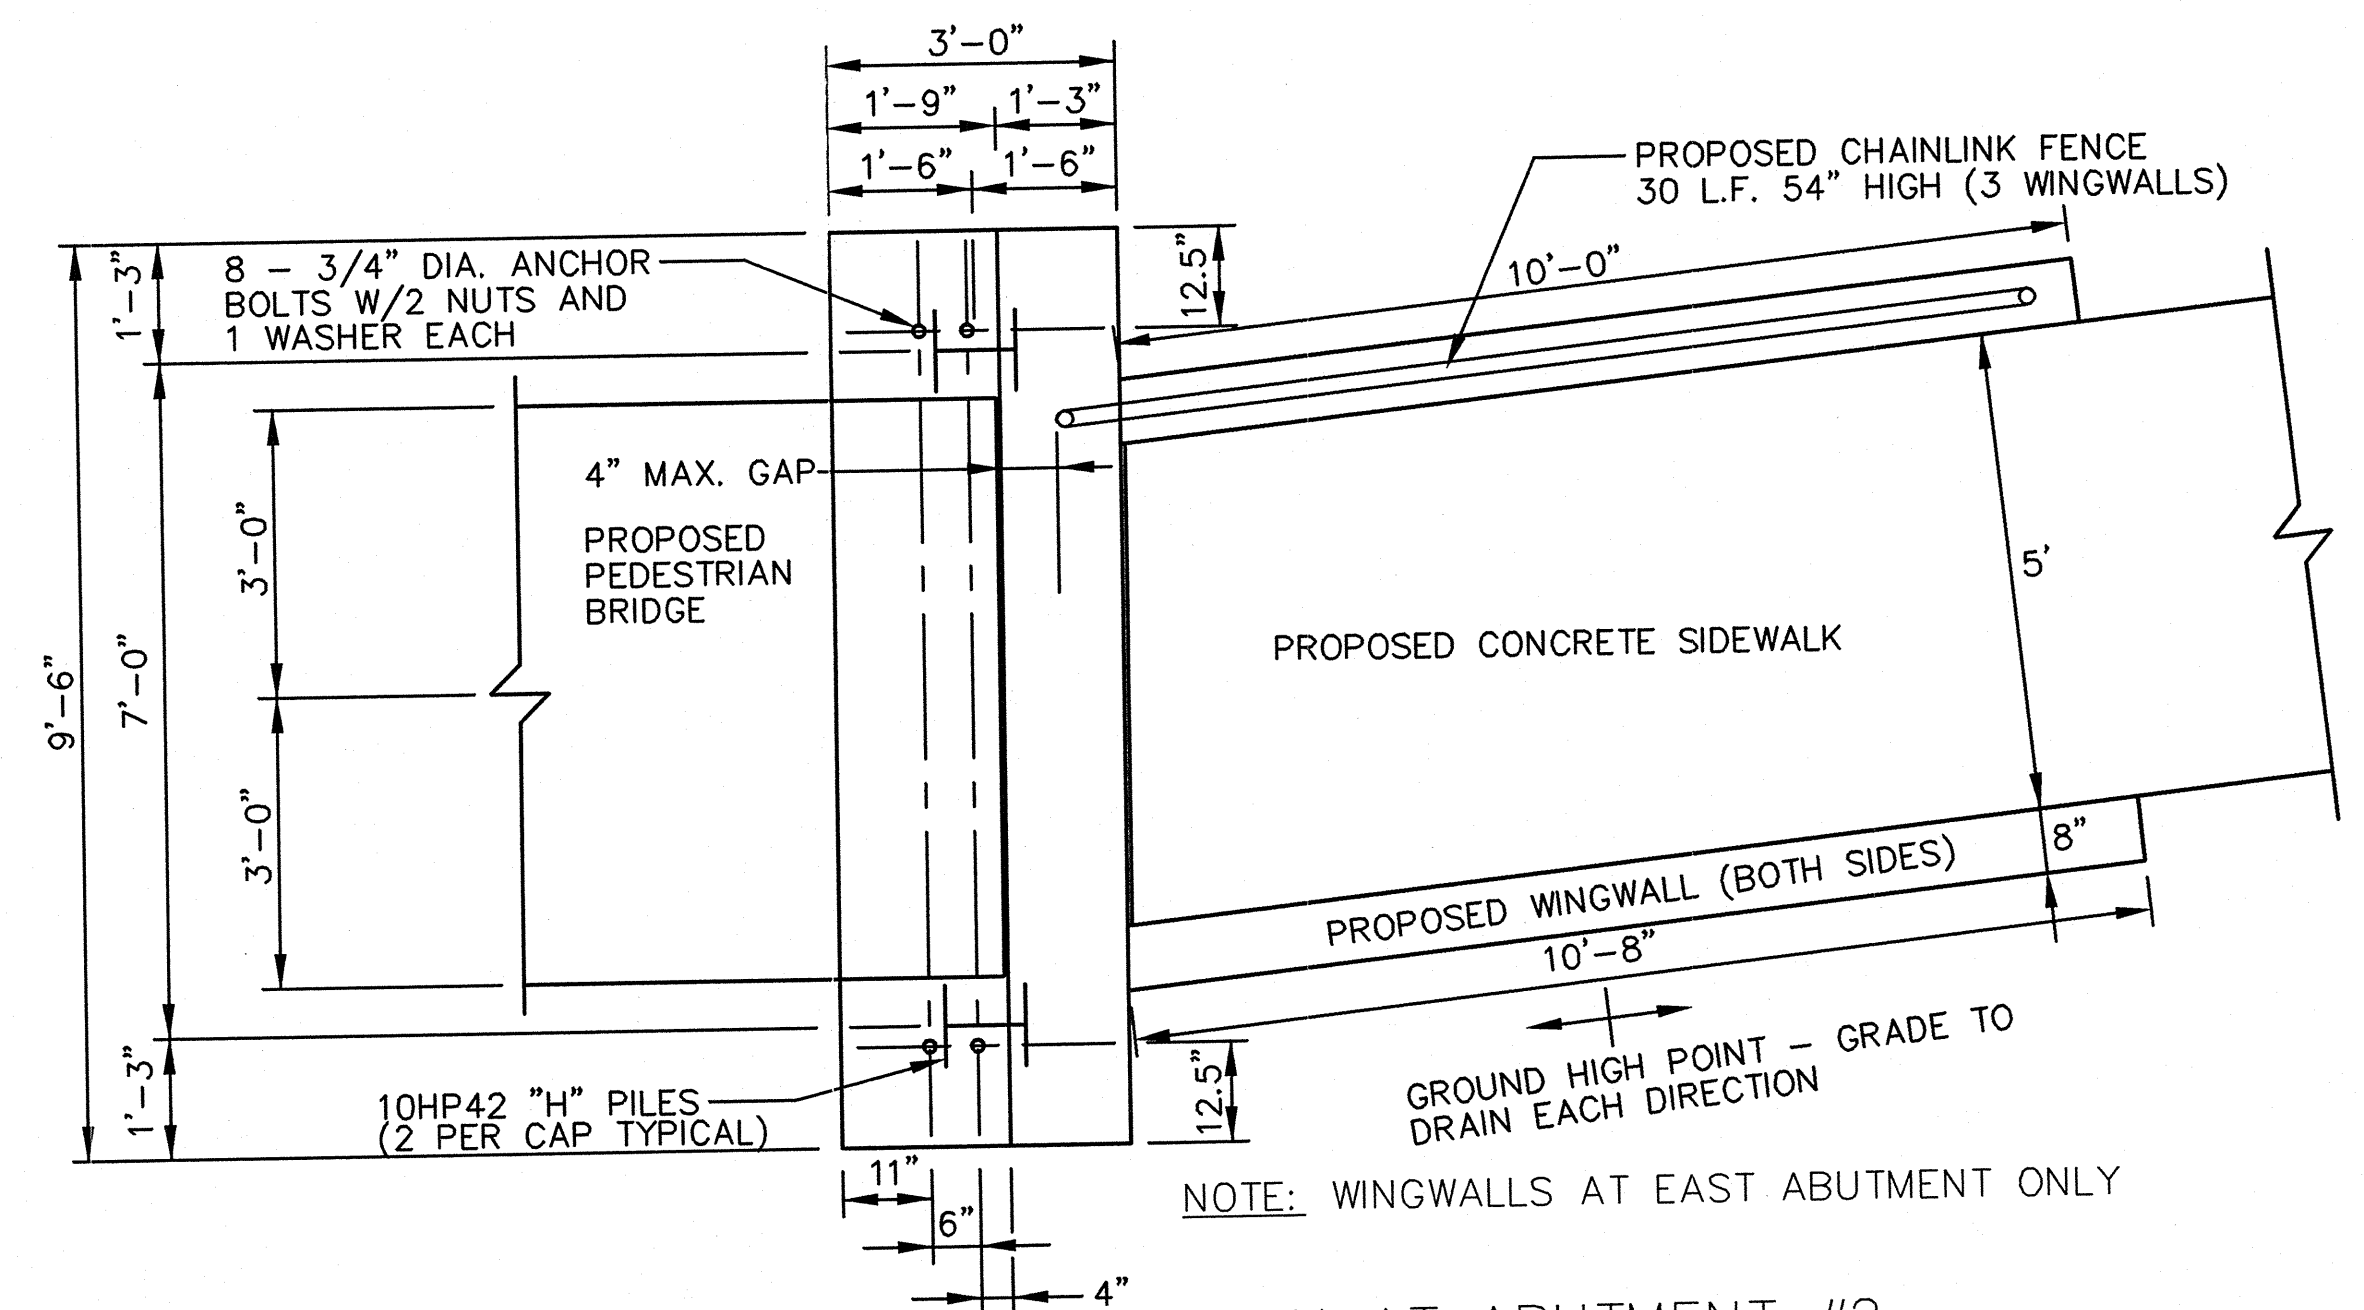 3'-0"
1'-9"
1'-3"
1'-6"
1'-6"
PROPOSED CHAINLINK FENCE
30 L.F. 54" HIGH (3 WINGWALLS)
8 - 3/4" DIA. ANCHOR
BOLTS W/2 NUTS AND
1 WASHER EACH
1'-3"
12.5"
10'-0"
4" MAX. GAP
3'-0"
PROPOSED
PEDESTRIAN
BRIDGE
5'
PROPOSED CONCRETE SIDEWALK
9'-6"
7'-0"
3'-0"
8"
PROPOSED WINGWALL (BOTH SIDES)
10'-8"
GROUND HIGH POINT - GRADE TO
DRAIN EACH DIRECTION
1'-3"
10HP42 "H" PILES
(2 PER CAP TYPICAL)
12.5"
11"
6"
4"
NOTE: WINGWALLS AT EAST ABUTMENT ONLY
AT ABUTMENT